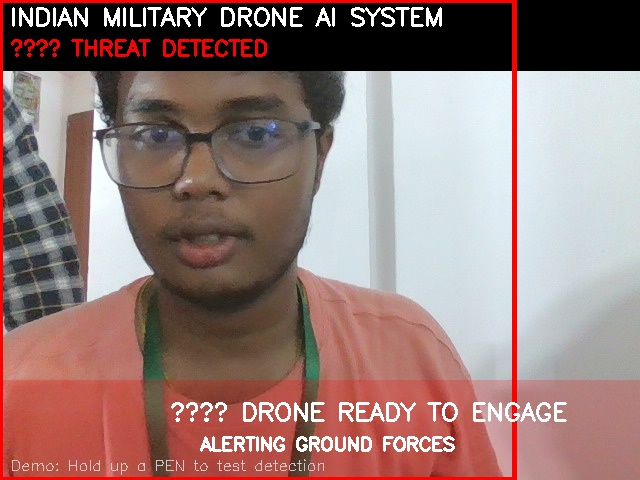 INDIAN MILITARY DRONE AI SYSTEM
???? THREAT DETECTED
???? DRONE READY TO ENGAGE
ALERTING GROUND FORCES
Demo: Hold up a PEN to test detection